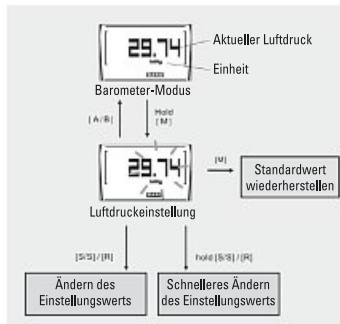 29.74
Aktueller Luftdruck
Einheit
Barometer-Modus
[A/B]
Hold
[M]
29.74
[M]
Standardwert
wiederherstellen
Luftdruckeinstellung
[S/S] / [R]
hold [S/S] / [R]
Ändern des
Einstellungswerts
Schnelleres Ändern
des Einstellungswerts